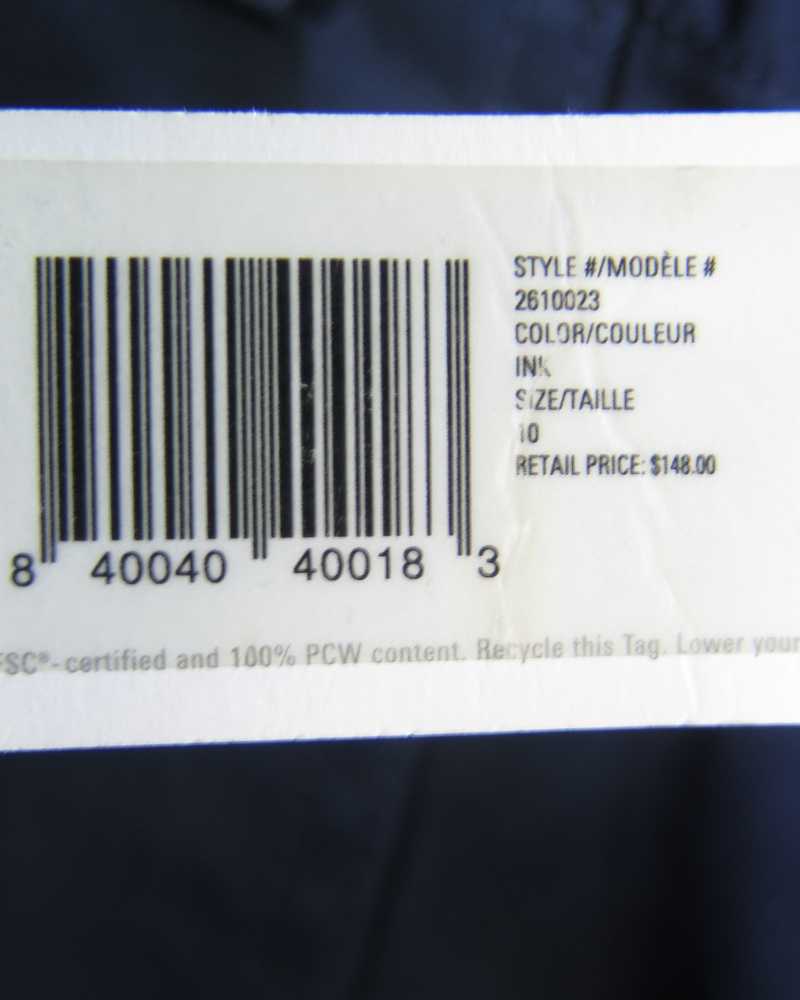 STYLE #/MODÈLE #
2610023
COLOR/COULEUR
INK
SIZE/TAILLE
10
RETAIL PRICE: $148.00
8 40040 40018 3
FSC®-certified and 100% PCW content. Recycle this Tag. Lower your